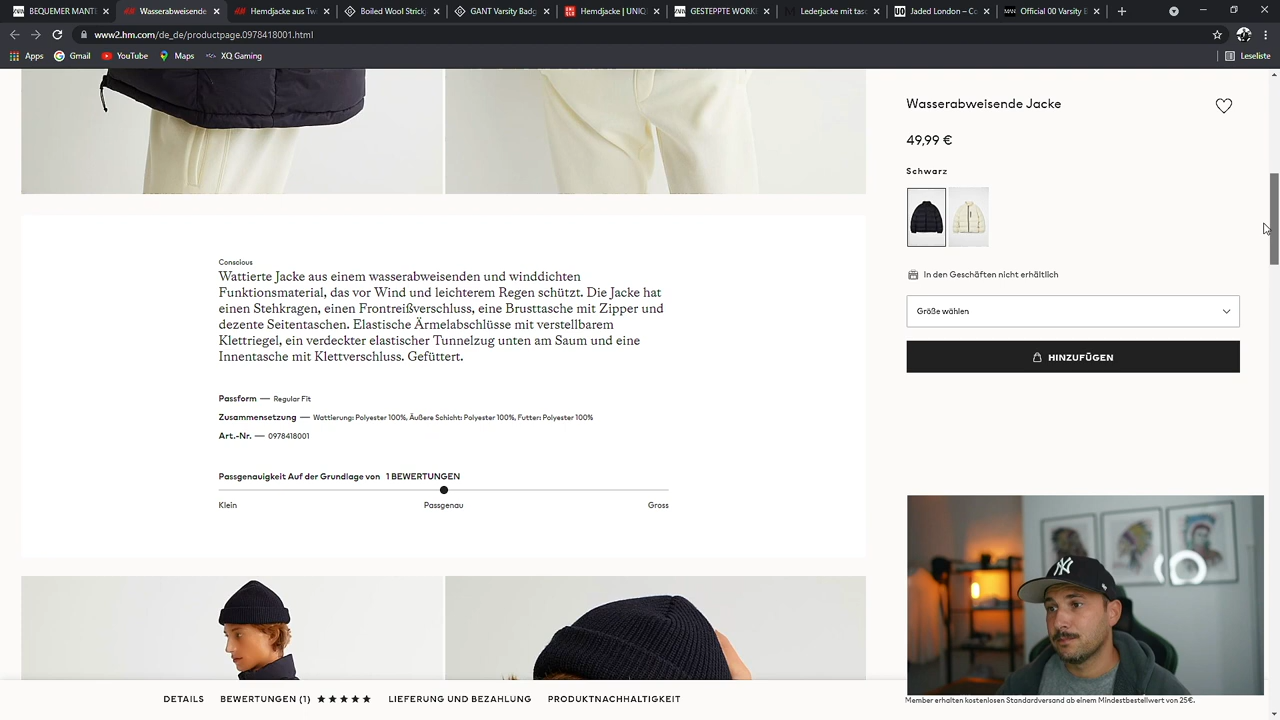 BEQUEMER MANT
Wasserabweisende
Hemdjacke aus Tw
Boiled Wool Strickj
GANT Varsity Badg
Hemdjacke | UNIQ
GESTEPPTE WORK
Lederjacke mit tasc
Jaded London – Co
Official 00 Varsity B
www2.hm.com/de_de/productpage.0978418001.html
Apps
Gmail
YouTube
Maps
XQ Gaming
Leseliste
Wasserabweisende Jacke
49,99 €
Schwarz
In den Geschäften nicht erhältlich
Größe wählen
HINZUFÜGEN
Conscious
Wattierte Jacke aus einem wasserabweisenden und winddichten
Funktionsmaterial, das vor Wind und leichterem Regen schützt. Die Jacke hat
einen Stehkragen, einen Frontreißverschluss, eine Brusttasche mit Zipper und
dezente Seitentaschen. Elastische Ärmelabschlüsse mit verstellbarem
Klettriegel, ein verdeckter elastischer Tunnelzug unten am Saum und eine
Innentasche mit Klettverschluss. Gefüttert.
Passform — Regular Fit
Zusammensetzung — Wattierung: Polyester 100%, Äußere Schicht: Polyester 100%, Futter: Polyester 100%
Art.-Nr. — 0978418001
Passgenauigkeit Auf der Grundlage von 1 BEWERTUNGEN
Klein Passgenau Gross
DETAILS BEWERTUNGEN (1) ★★★★★ LIEFERUNG UND BEZAHLUNG PRODUKTNACHHALTIGKEIT
Member erhalten kostenlosen Standardversand ab einem Mindestbestellwert von 25€.